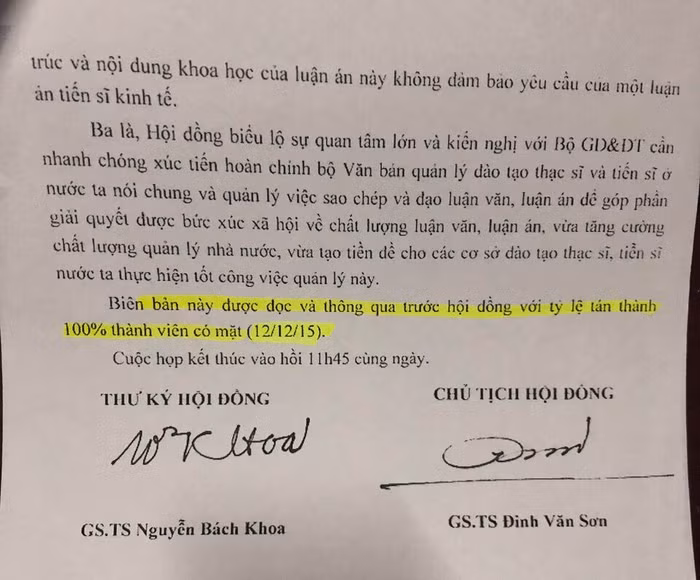 trúc và nội dung khoa học của luận án này không đảm bảo yêu cầu của một luận
án tiến sĩ kinh tế.
Ba là, Hội đồng biểu lộ sự quan tâm lớn và kiến nghị với Bộ GD&ĐT cần
nhanh chóng xúc tiến hoàn chỉnh bộ Văn bản quản lý đào tạo thạc sĩ và tiến sĩ ở
nước ta nói chung và quản lý việc sao chép và đạo luận văn, luận án để góp phần
giải quyết được bức xúc xã hội về chất lượng luận văn, luận án, vừa tăng cường
chất lượng quản lý nhà nước, vừa tạo tiền đề cho các cơ sở đào tạo thạc sĩ, tiến sĩ
nước ta thực hiện tốt công việc quản lý này.
Biên bản này được đọc và thông qua trước hội đồng với tỷ lệ tán thành
100% thành viên có mặt (12/12/15).
Cuộc họp kết thúc vào hồi 11h45 cùng ngày.
THƯ KÝ HỘI ĐỒNG
CHỦ TỊCH HỘI ĐỒNG
Khoa
GS.TS Nguyễn Bách Khoa
GS.TS Đinh Văn Sơn